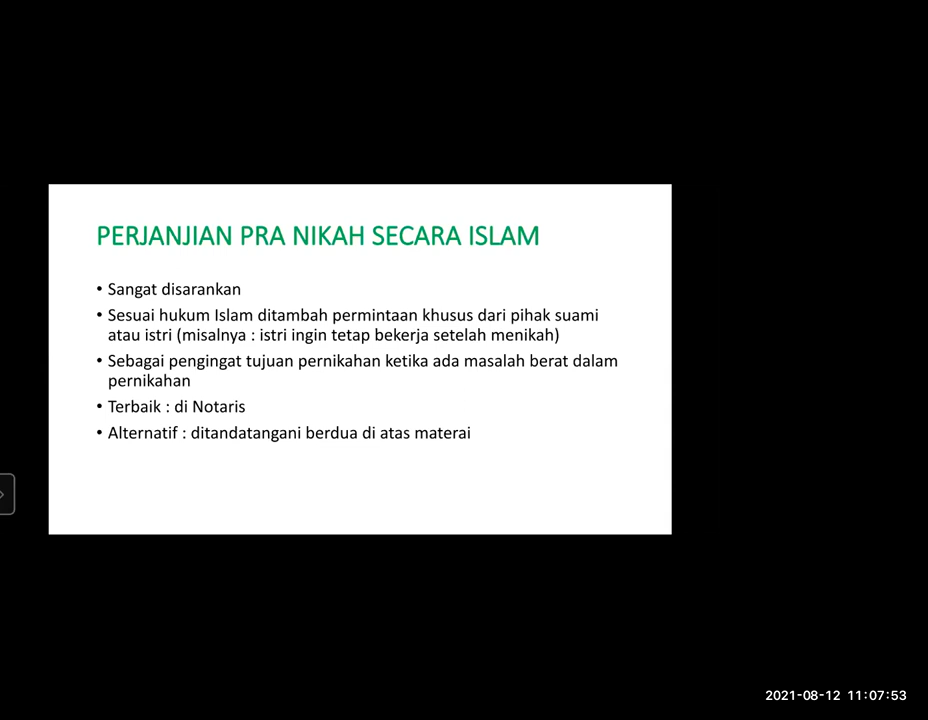 PERJANJIAN PRA NIKAH SECARA ISLAM
• Sangat disarankan
• Sesuai hukum Islam ditambah permintaan khusus dari pihak suami
atau istri (misalnya : istri ingin tetap bekerja setelah menikah)
• Sebagai pengingat tujuan pernikahan ketika ada masalah berat dalam
pernikahan
• Terbaik : di Notaris
• Alternatif : ditandatangani berdua di atas materai
2021-08-12 11:07:53